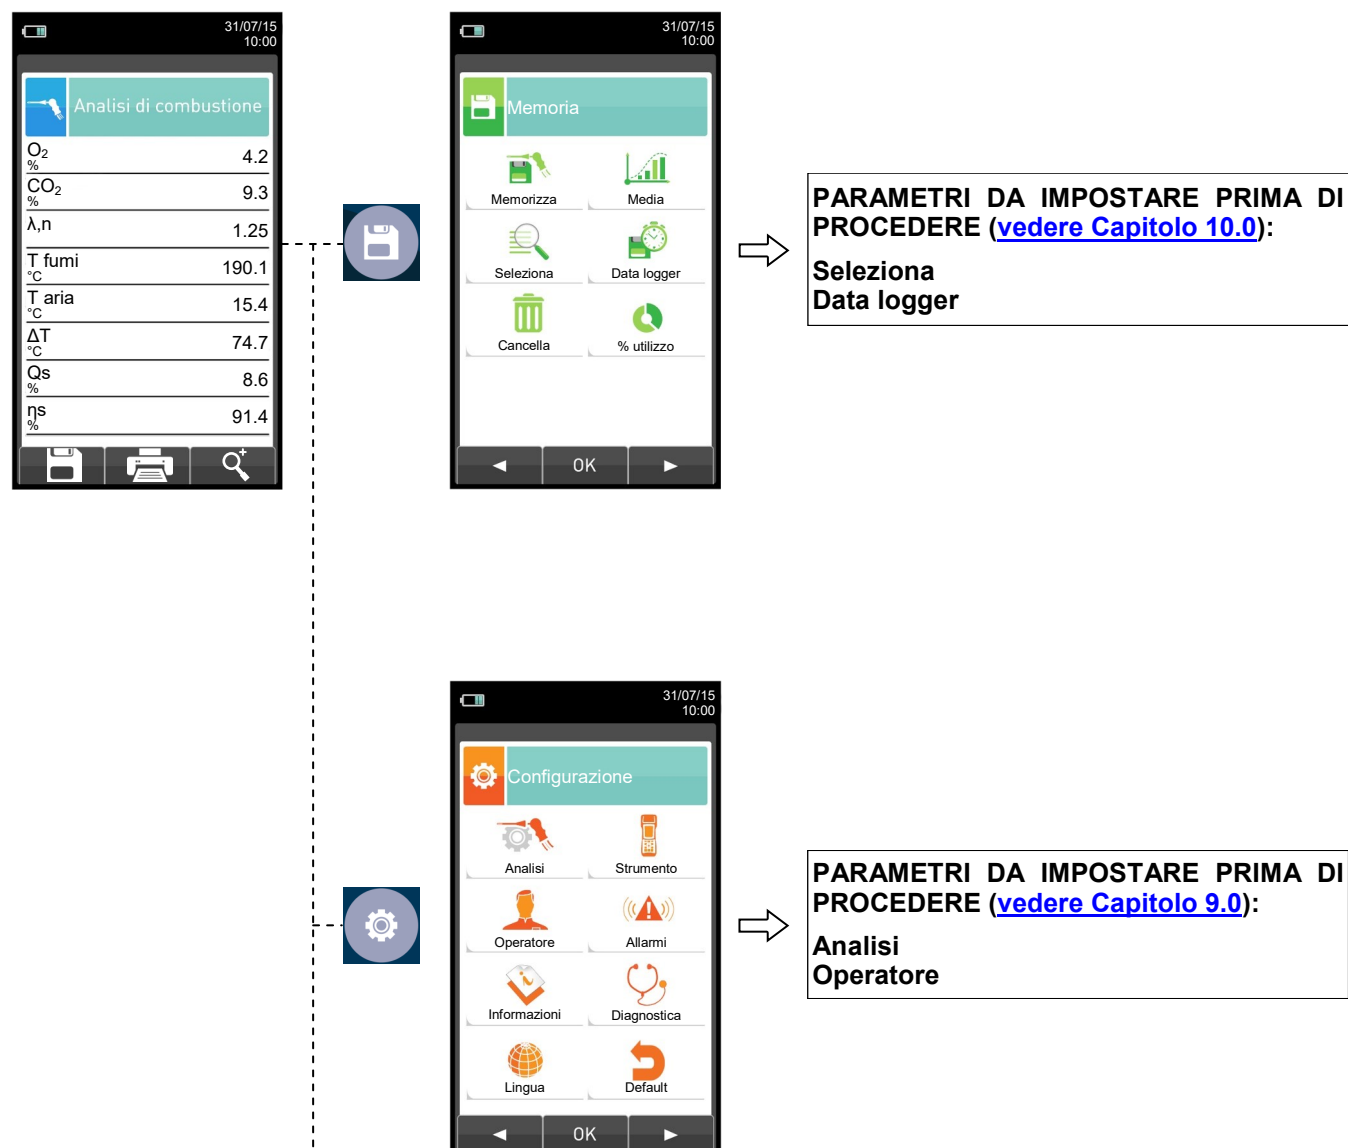 31/07/15
10:00
Analisi di combustione
O₂
%
4.2
CO₂
%
9.3
λ,n
1.25
T fumi
°C
190.1
T aria
°C
15.4
ΔT
°C
74.7
Qs
%
8.6
ηs
%
91.4
31/07/15
10:00
Memoria
Memorizza
Media
Seleziona
Data logger
Cancella
% utilizzo
◄ OK ►
PARAMETRI DA IMPOSTARE PRIMA DI
PROCEDERE (vedere Capitolo 10.0):
Seleziona
Data logger
31/07/15
10:00
Configurazione
Analisi
Strumento
Operatore
Allarmi
Informazioni
Diagnostica
Lingua
Default
◄ OK ►
PARAMETRI DA IMPOSTARE PRIMA DI
PROCEDERE (vedere Capitolo 9.0):
Analisi
Operatore